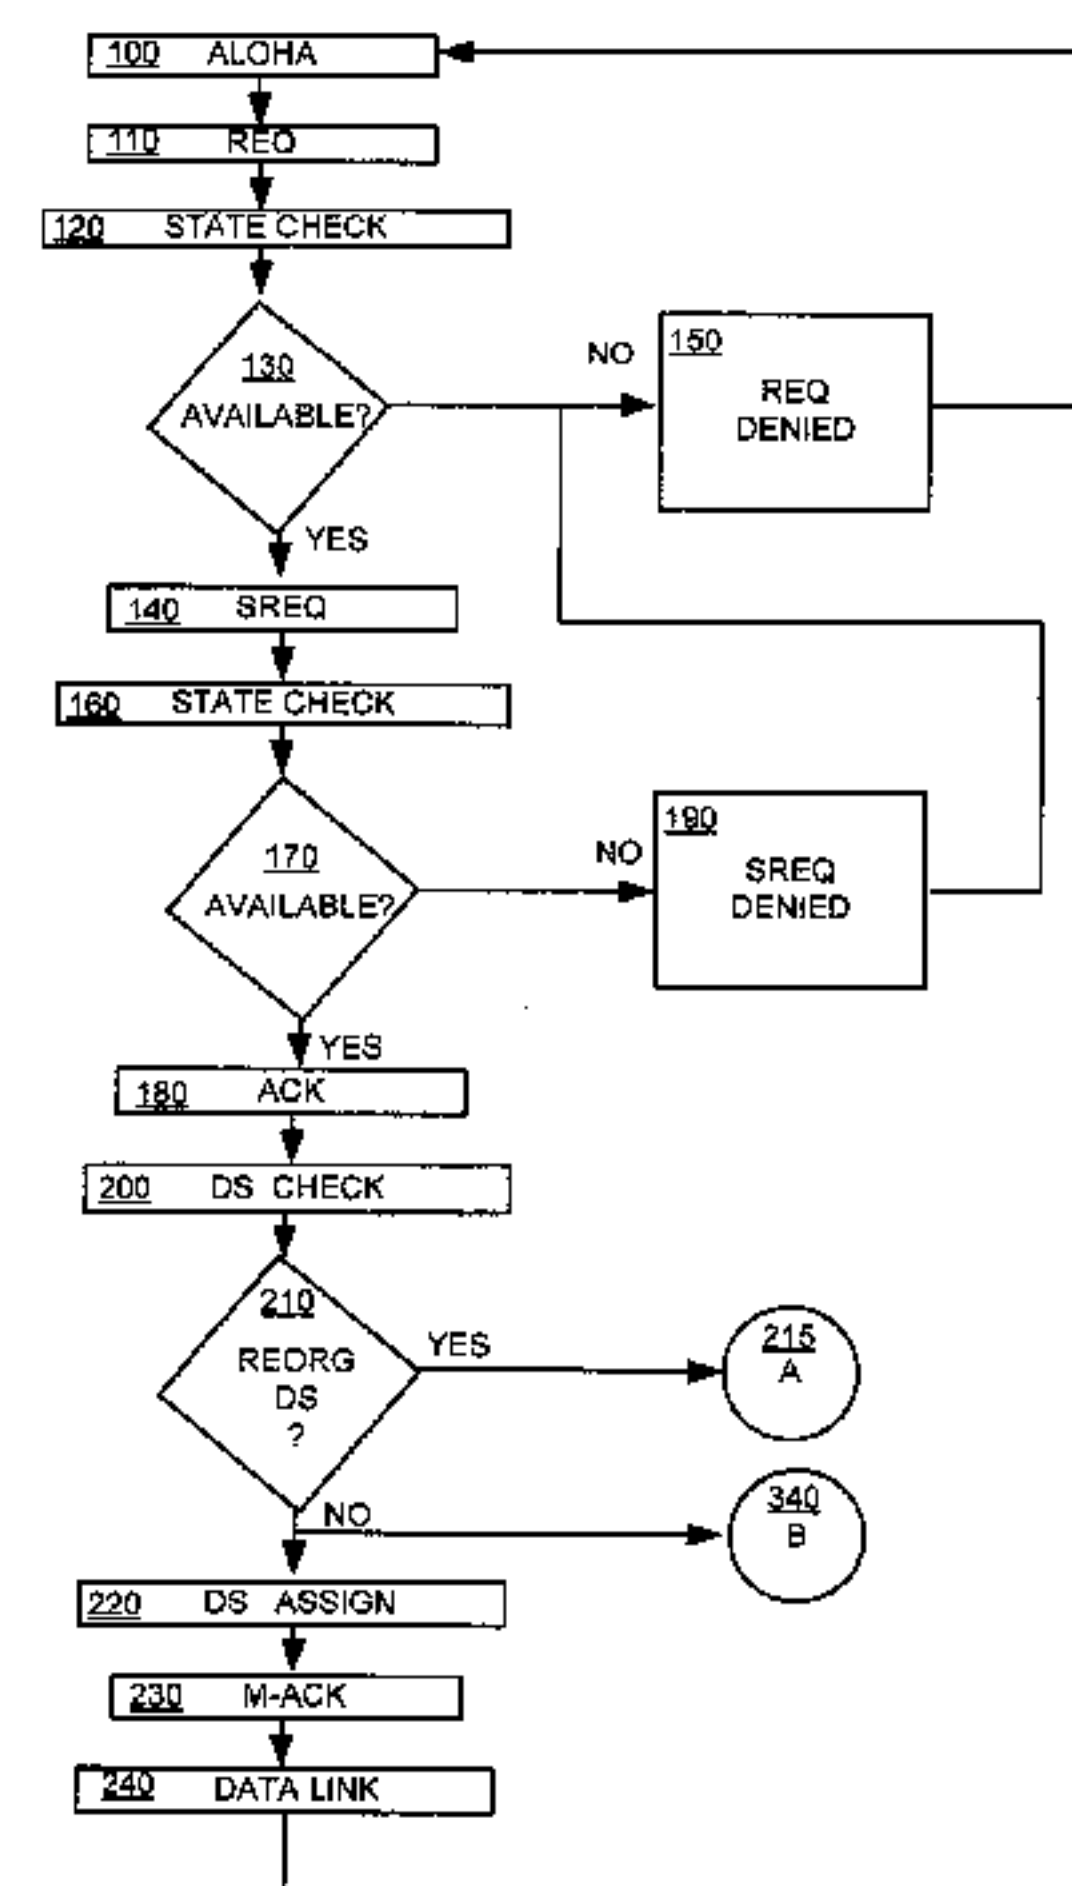 100 ALOHA
110 REQ
120 STATE CHECK
130
AVAILABLE?
NO
150
REQ
DENIED
YES
140 SREQ
160 STATE CHECK
170
AVAILABLE?
NO
190
SREQ
DENIED
YES
180 ACK
200 DS CHECK
210
REORG
DS
?
YES
215
A
NO
340
B
220 DS ASSIGN
230 M-ACK
240 DATA LINK